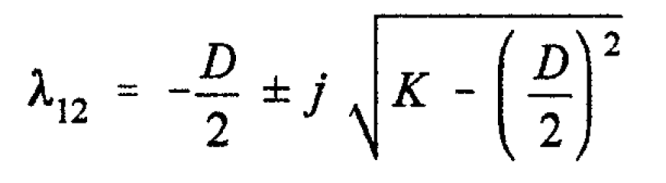 λ₁₂ = -D/2 ± j √(K - (D/2)²)